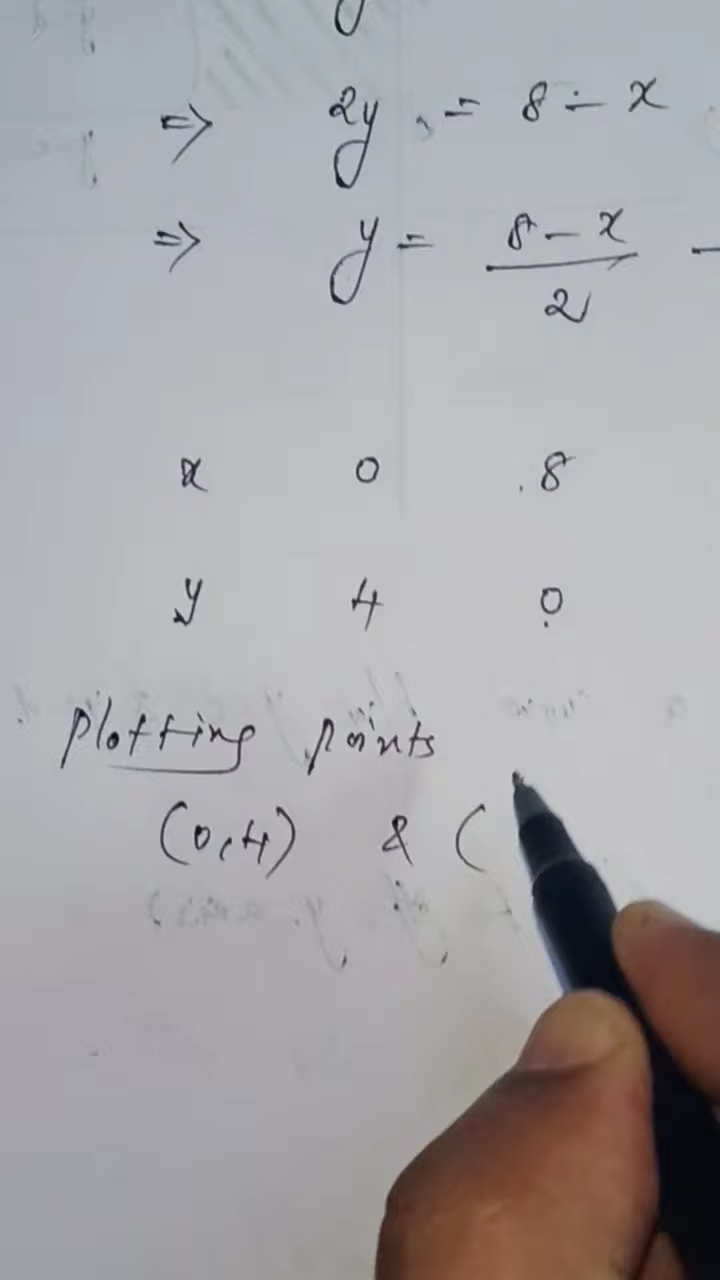 y
⇒ 2y = 8 - x
⇒ y = (8 - x)/2 -
x 0 8
y 4 0
plotting points
(0,4) & (